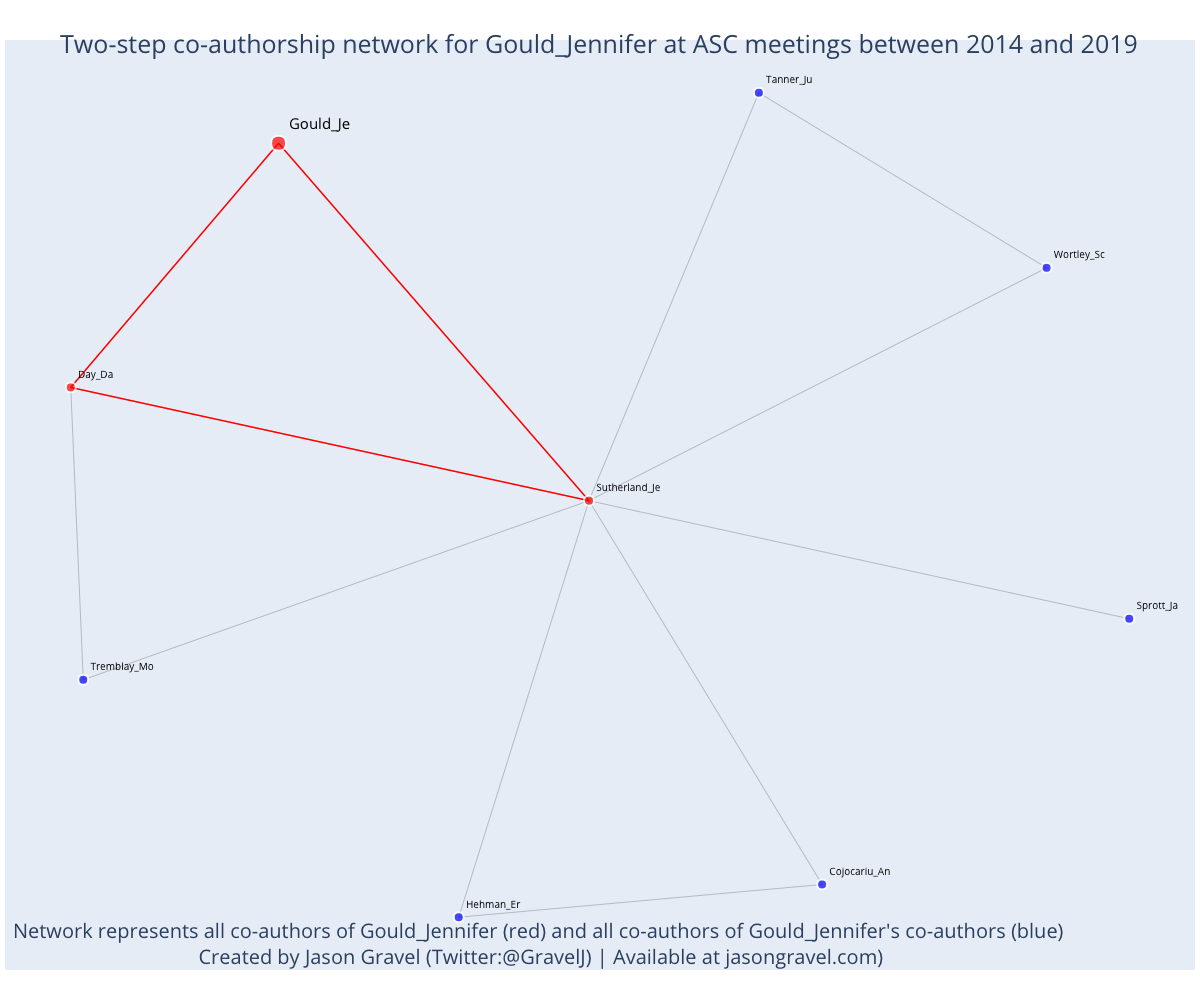 Two-step co-authorship network for Gould_Jennifer at ASC meetings between 2014 and 2019
Tanner_Ju
Gould_Je
Wortley_Sc
Day_Da
Sutherland_Je
Sprott_Ja
Tremblay_Mo
Cojocariu_An
Hehman_Er
Network represents all co-authors of Gould_Jennifer (red) and all co-authors of Gould_Jennifer's co-authors (blue)
Created by Jason Gravel (Twitter:@GravelJ) | Available at jasongravel.com)